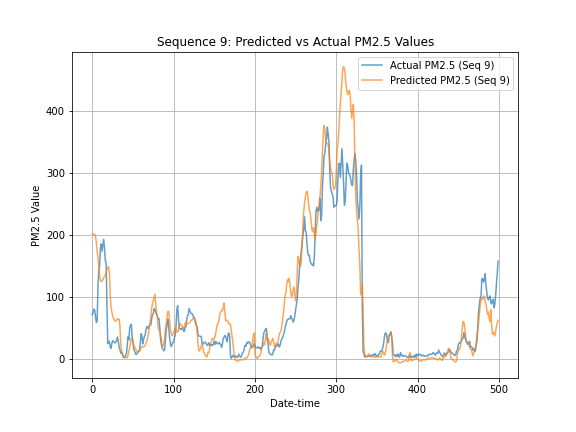 Sequence 9: Predicted vs Actual PM2.5 Values
Actual PM2.5 (Seq 9)
Predicted PM2.5 (Seq 9)
PM2.5 Value
400
300
200
100
0
0 100 200 300 400 500
Date-time